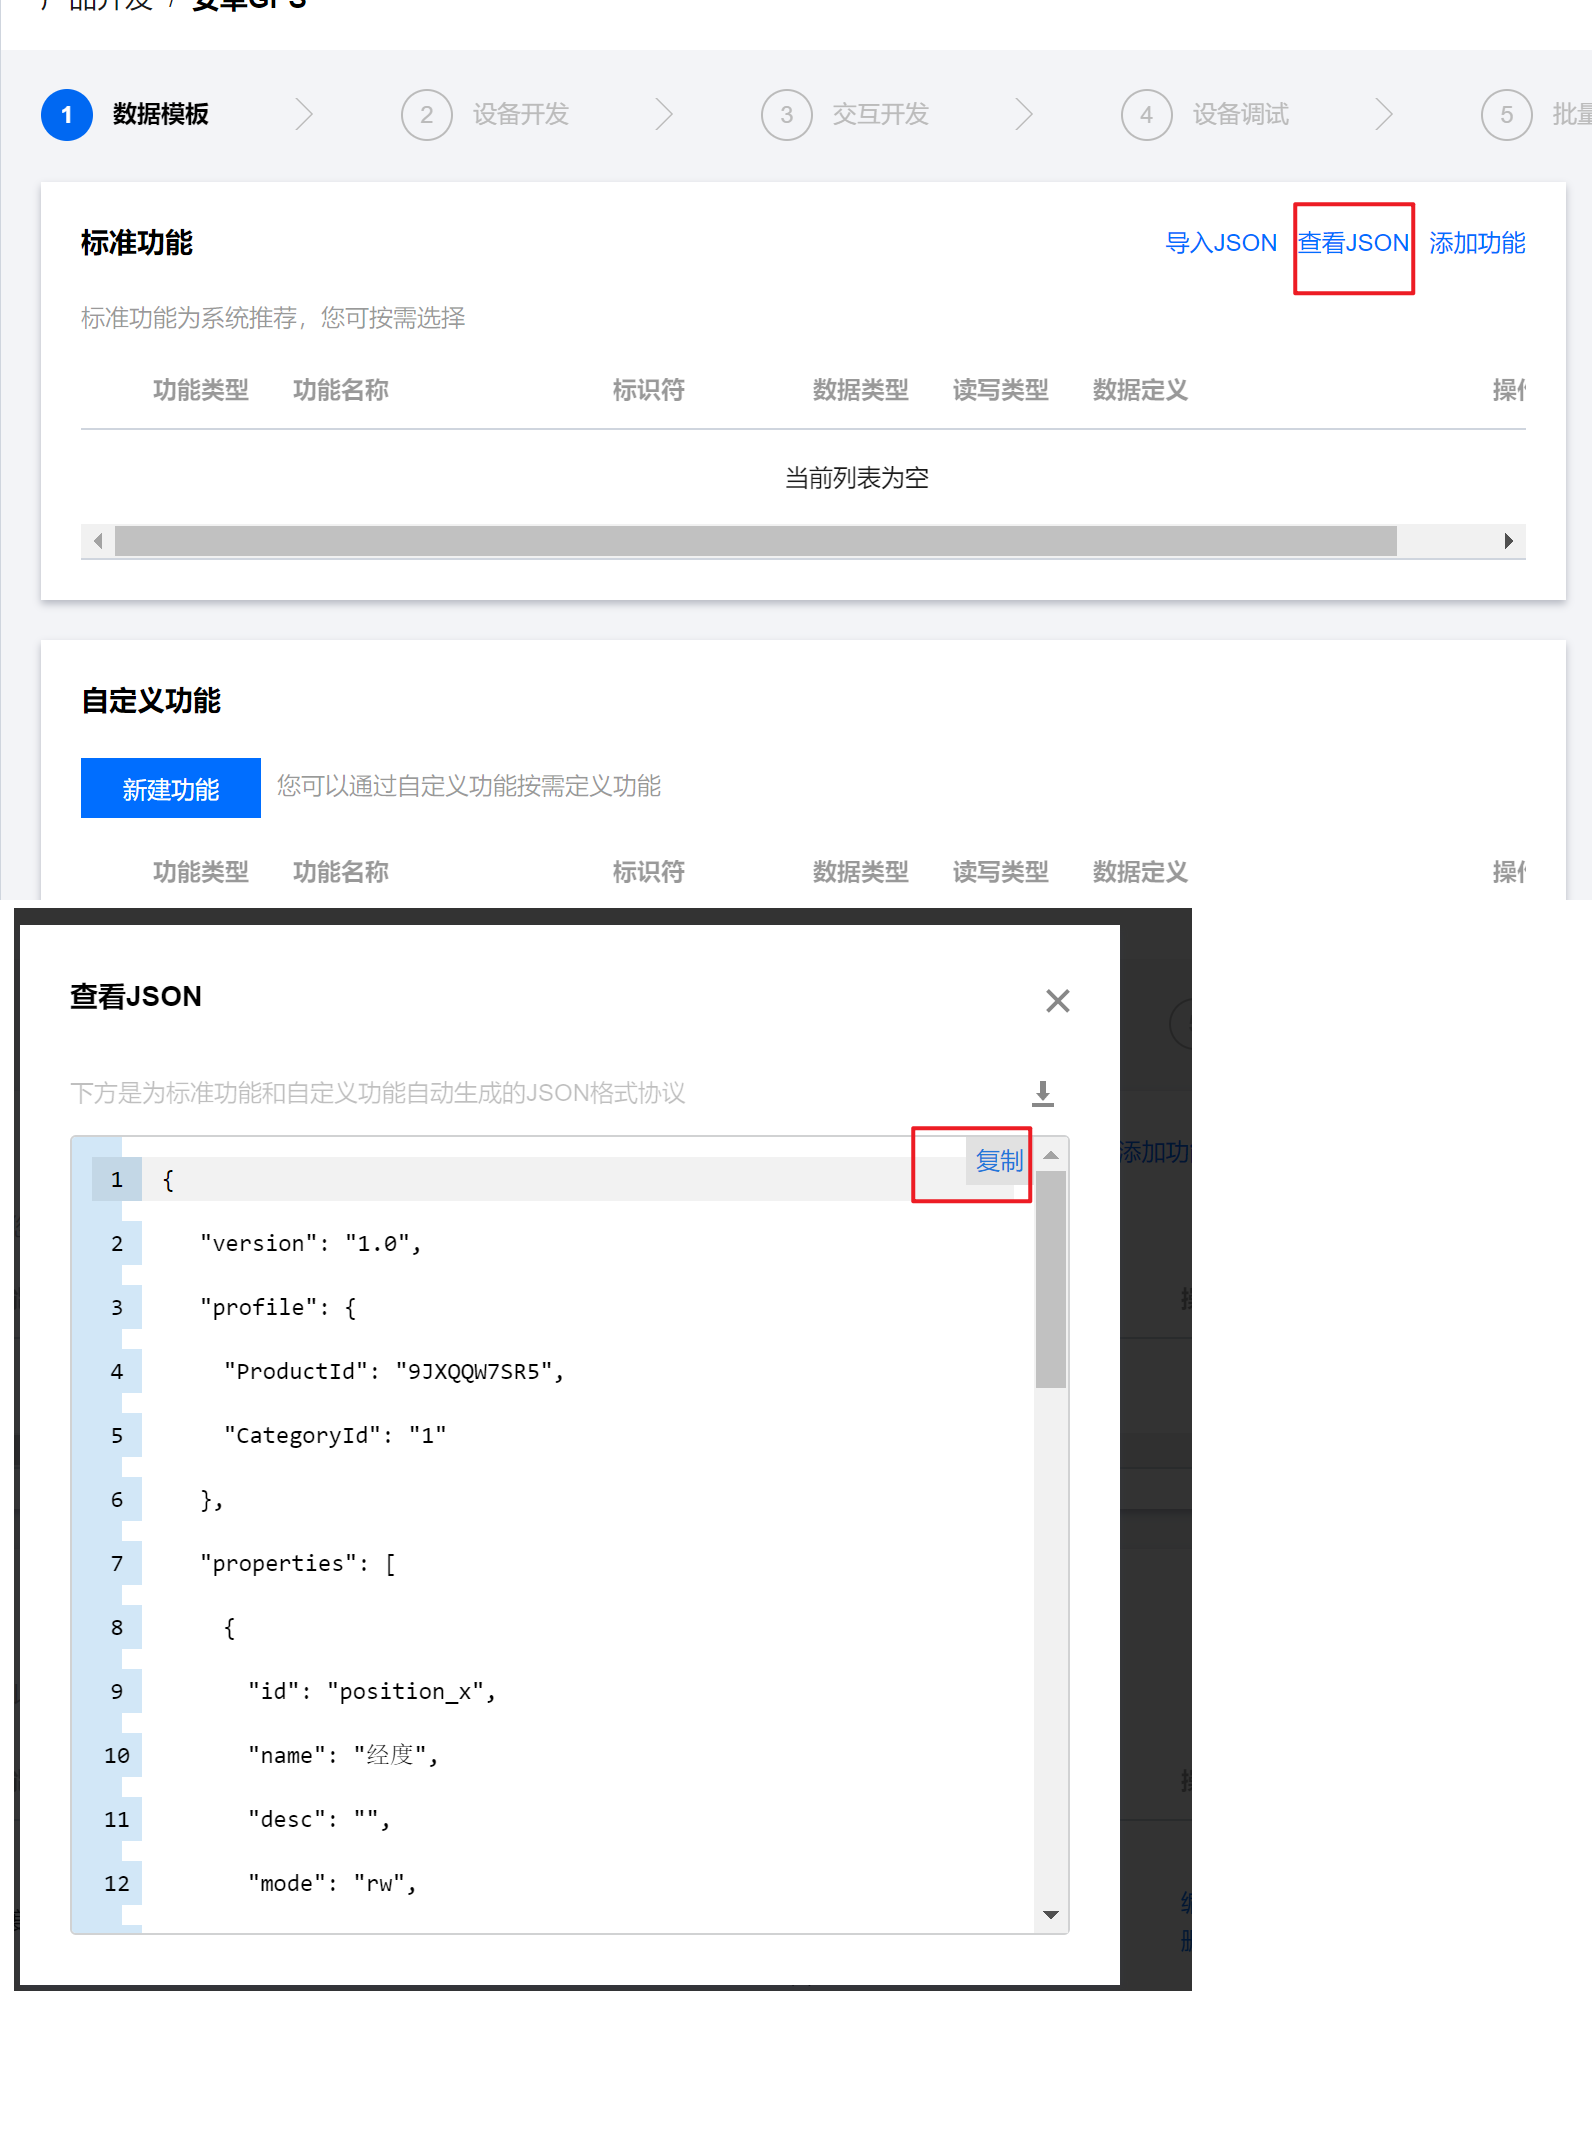 产品开发 / 安卓GPS
1 数据模板 2 设备开发 3 交互开发 4 设备调试 5 批量
标准功能 导入JSON 查看JSON 添加功能
标准功能为系统推荐，您可按需选择
功能类型 功能名称 标识符 数据类型 读写类型 数据定义 操作
当前列表为空
自定义功能
新建功能 您可以通过自定义功能按需定义功能
功能类型 功能名称 标识符 数据类型 读写类型 数据定义 操作
查看JSON
下方是为标准功能和自定义功能自动生成的JSON格式协议
复制
添加功
1 {
2 "version": "1.0",
3 "profile": {
4 "ProductId": "9JXQQW7SR5",
5 "CategoryId": "1"
6 },
7 "properties": [
8 {
9 "id": "position_x",
10 "name": "经度",
11 "desc": "",
12 "mode": "rw",